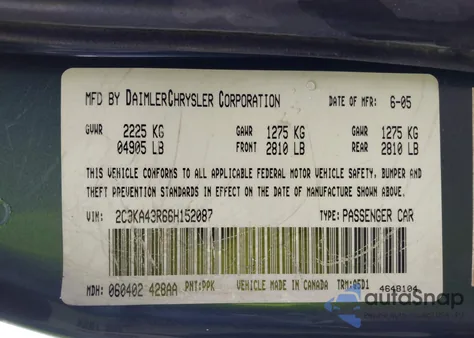 MFD BY DAIMLERCHRYSLER CORPORATION DATE OF MFR: 6-05
GVWR 2225 KG GAWR 1275 KG GAWR 1275 KG
04905 LB FRONT 2810 LB REAR 2810 LB
THIS VEHICLE CONFORMS TO ALL APPLICABLE FEDERAL MOTOR VEHICLE SAFETY, BUMPER AND
THEFT PREVENTION STANDARDS IN EFFECT ON THE DATE OF MANUFACTURE SHOWN ABOVE.
VIN: 2C3KA43R66H152087 TYPE: PASSENGER CAR
MDH: 060402 428AA PNT: PPK VEHICLE MADE IN CANADA TRM: A5D1 4648104
autoSnap